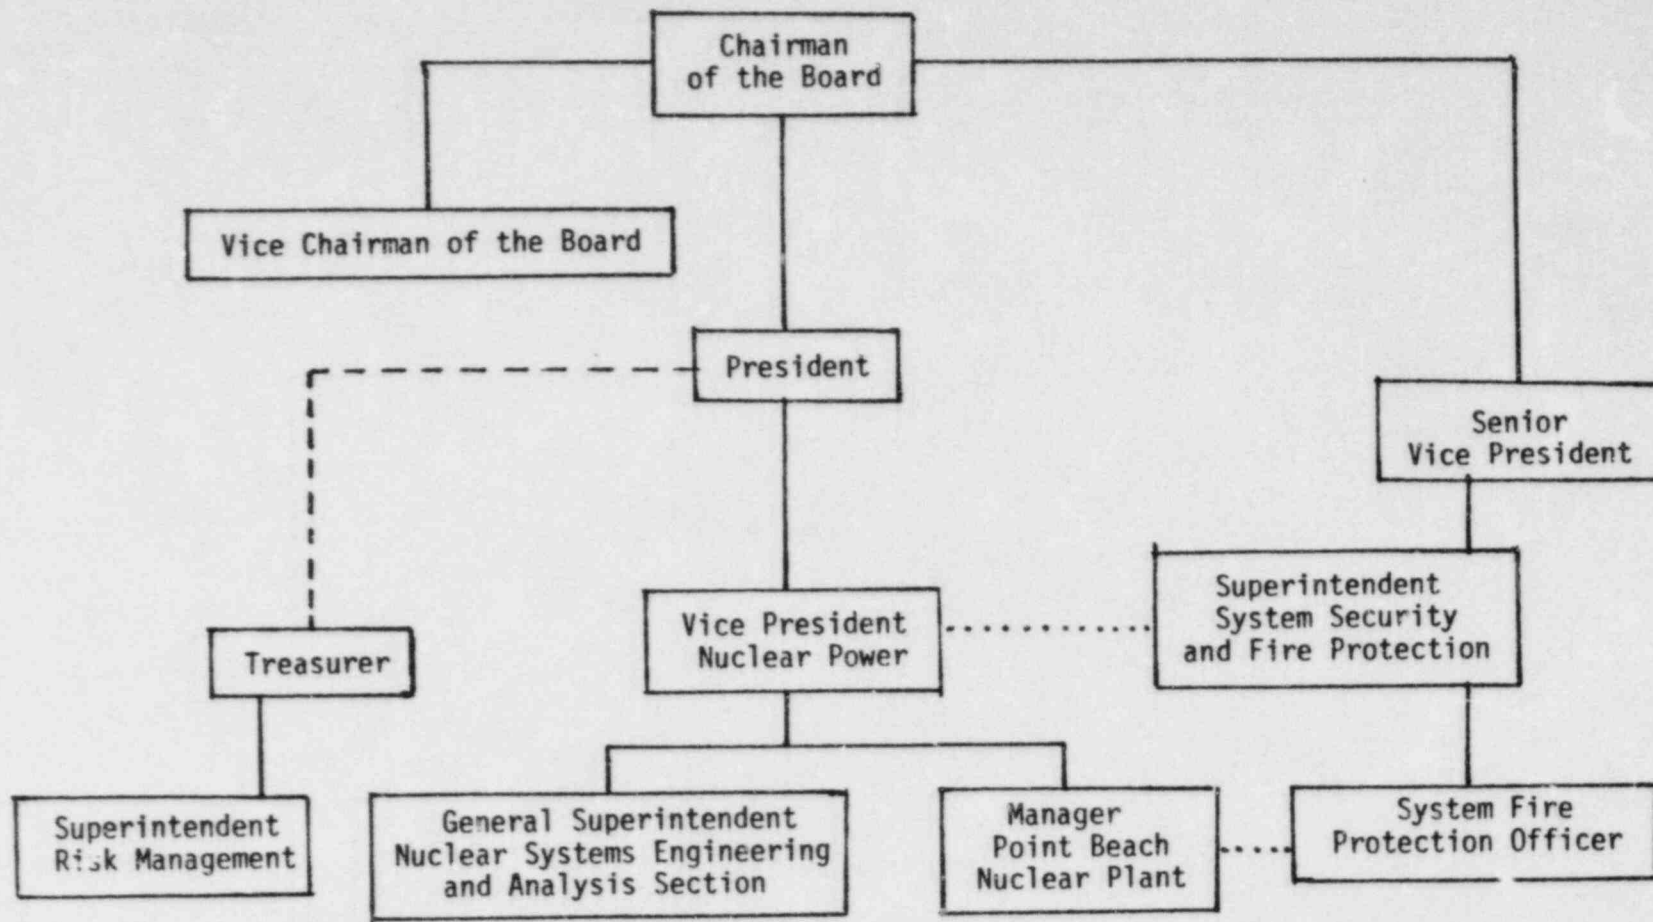 Chairman
of the Board
Vice Chairman of the Board
President
Senior
Vice President
Superintendent
System Security
and Fire Protection
Vice President
Nuclear Power
Treasurer
Superintendent
Risk Management
General Superintendent
Nuclear Systems Engineering
and Analysis Section
Manager
Point Beach
Nuclear Plant
System Fire
Protection Officer